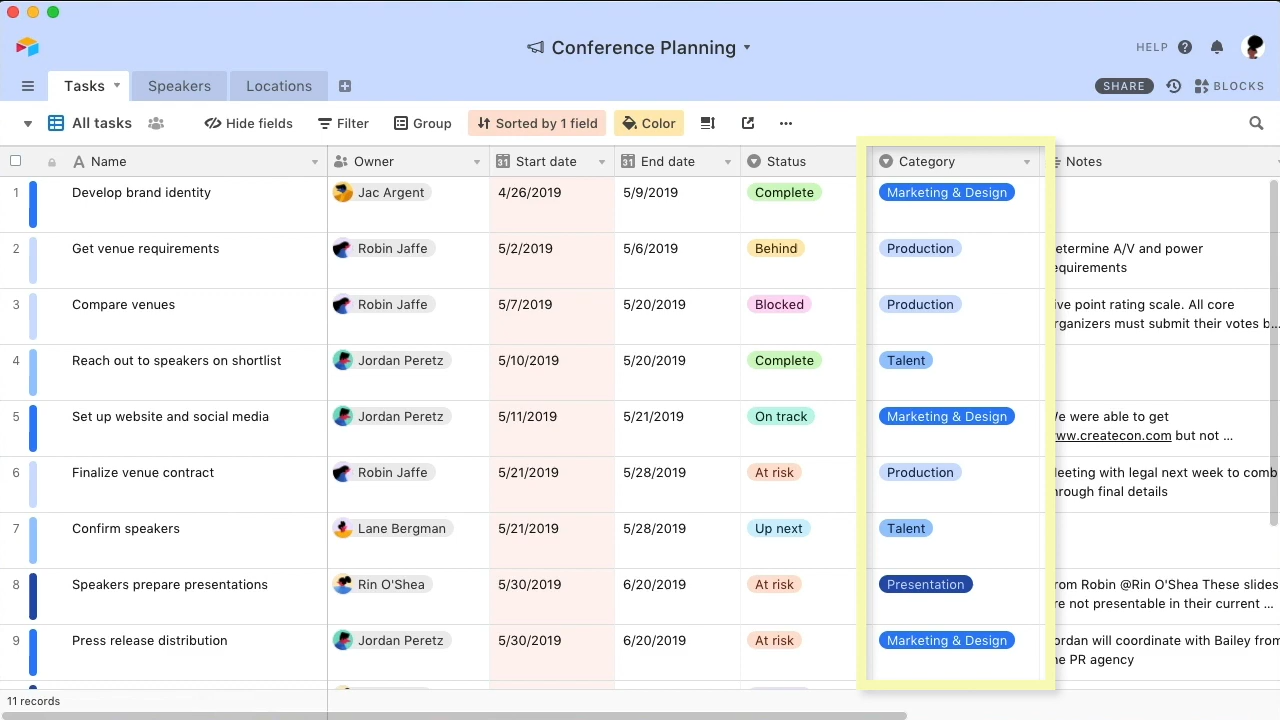 Conference Planning
HELP
Tasks
Speakers
Locations
SHARE
BLOCKS
All tasks
Hide fields
Filter
Group
Sorted by 1 field
Color
Name
Owner
Start date
End date
Status
Category
Notes
1 Develop brand identity Jac Argent 4/26/2019 5/9/2019 Complete Marketing & Design
2 Get venue requirements Robin Jaffe 5/2/2019 5/6/2019 Behind Production etermine A/V and power
equirements
3 Compare venues Robin Jaffe 5/7/2019 5/20/2019 Blocked Production ive point rating scale. All core
rganizers must submit their votes b...
4 Reach out to speakers on shortlist Jordan Peretz 5/10/2019 5/20/2019 Complete Talent
5 Set up website and social media Jordan Peretz 5/11/2019 5/21/2019 On track Marketing & Design We were able to get
www.createcon.com but not ...
6 Finalize venue contract Robin Jaffe 5/21/2019 5/28/2019 At risk Production Meeting with legal next week to comb
hrough final details
7 Confirm speakers Lane Bergman 5/21/2019 5/28/2019 Up next Talent
8 Speakers prepare presentations Rin O'Shea 5/30/2019 6/20/2019 At risk Presentation rom Robin @Rin O'Shea These slides
re not presentable in their current ...
9 Press release distribution Jordan Peretz 5/30/2019 6/20/2019 At risk Marketing & Design ordan will coordinate with Bailey from
he PR agency
11 records